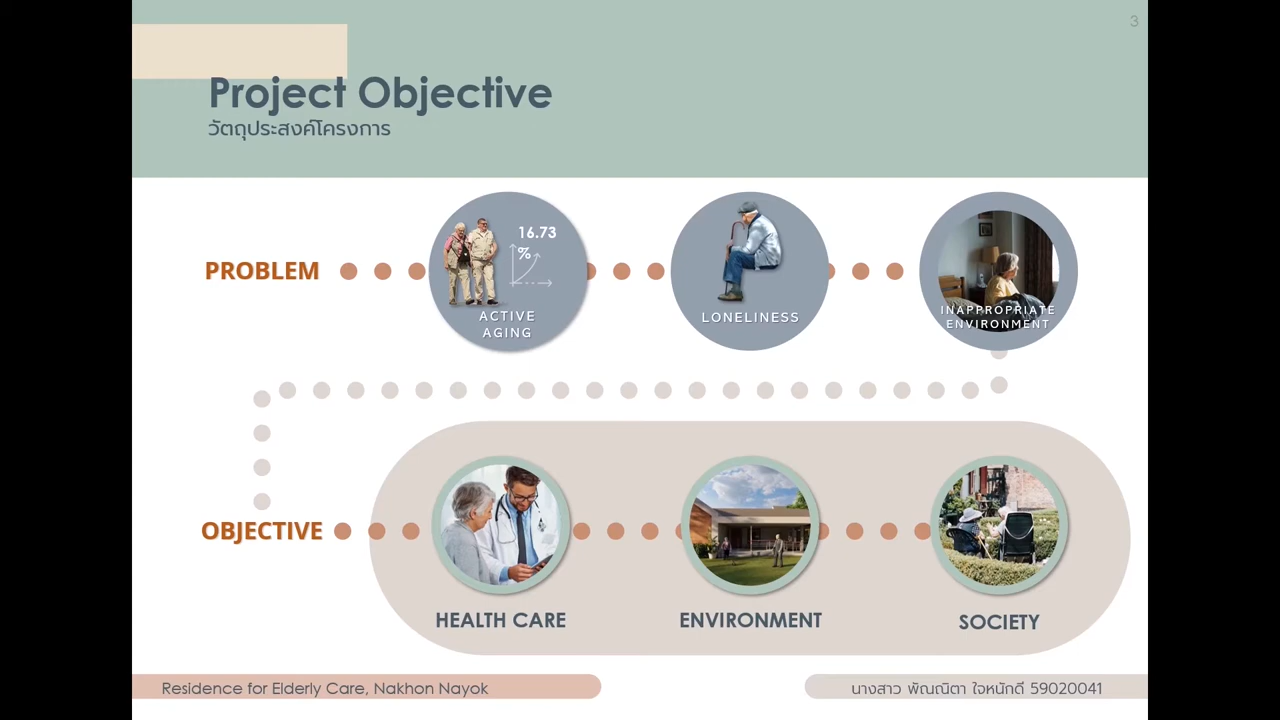 3
Project Objective
วัตถุประสงค์โครงการ
PROBLEM
16.73
%
ACTIVE
AGING
LONELINESS
INAPPROPRIATE
ENVIRONMENT
OBJECTIVE
HEALTH CARE
ENVIRONMENT
SOCIETY
Residence for Elderly Care, Nakhon Nayok
นางสาว พัณณิตา ใจหนักดี 59020041